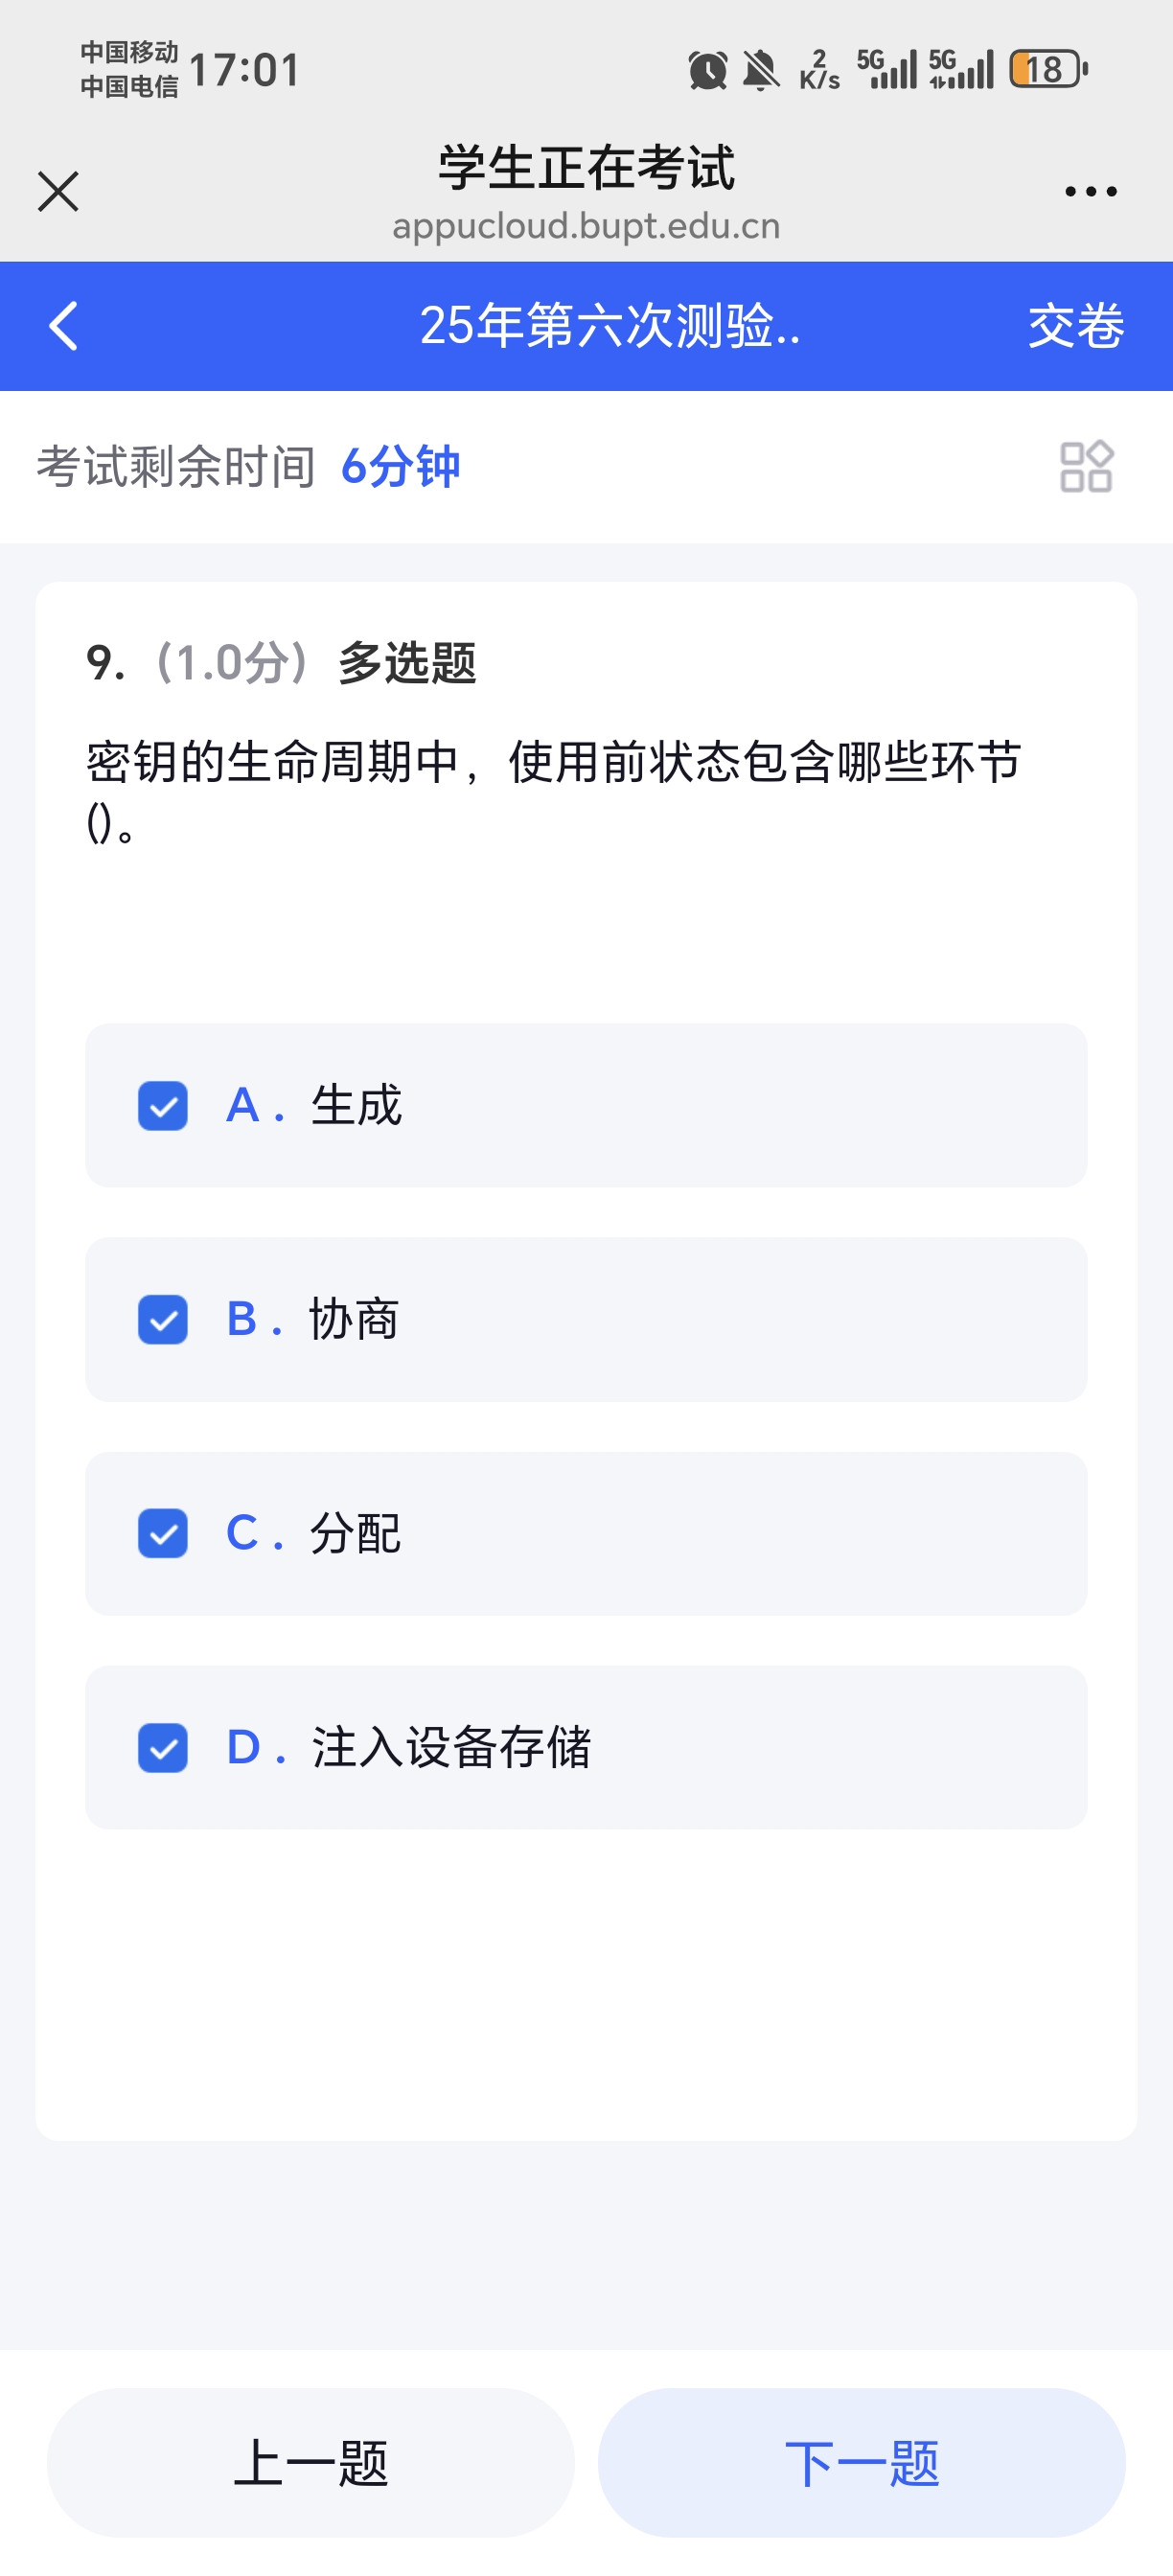 中国移动
中国电信
17:01
2
K/s
5G
5G
18
学生正在考试
appucloud.bupt.edu.cn
25年第六次测验..
交卷
考试剩余时间 6分钟
9. (1.0分) 多选题
密钥的生命周期中，使用前状态包含哪些环节
()。
A . 生成
B . 协商
C . 分配
D . 注入设备存储
上一题
下一题